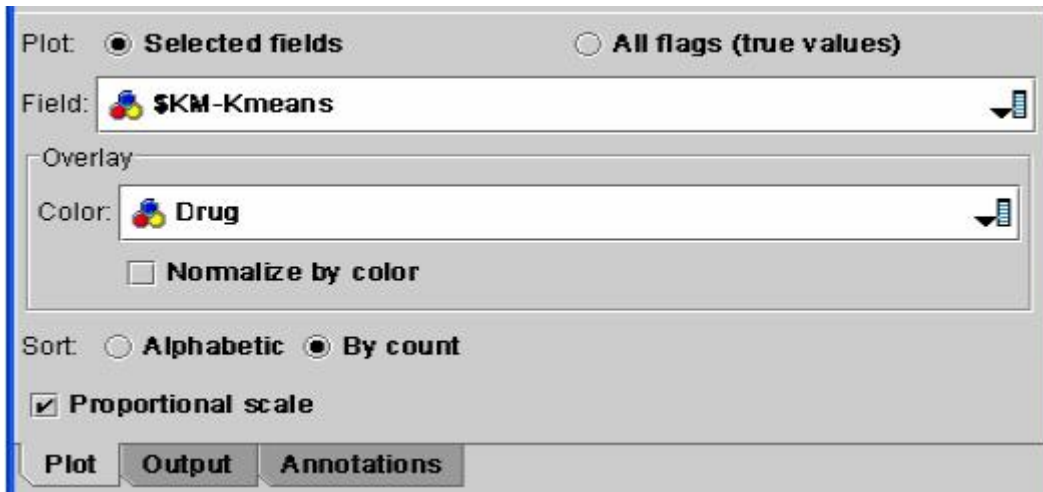 Plot: Selected fields All flags (true values)
Field: $KM-Kmeans
Overlay
Color: Drug
Normalize by color
Sort: Alphabetic By count
Proportional scale
Plot Output Annotations